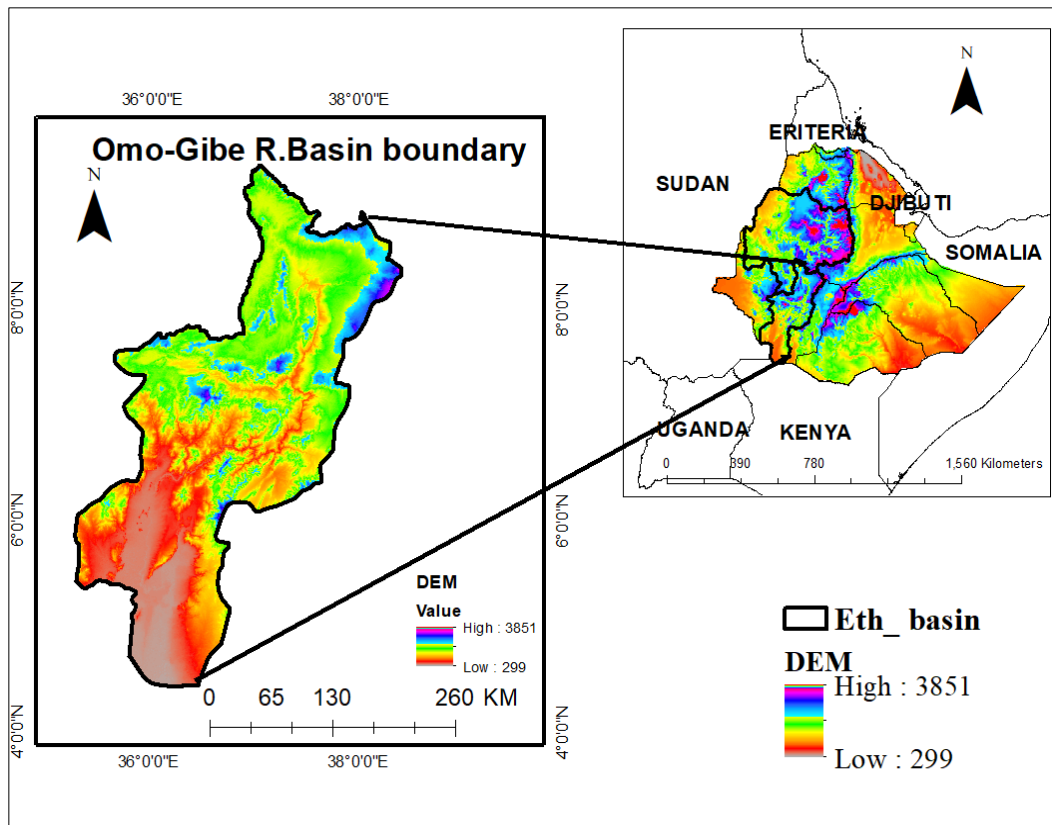 36°0'0"E 38°0'0"E
Omo-Gibe R.Basin boundary
N
8°0'0"N
6°0'0"N
4°0'0"N
8°0'0"N
6°0'0"N
4°0'0"N
DEM
Value
High : 3851
Low : 299
0 65 130 260 KM
36°0'0"E 38°0'0"E
N
ERITERIA
SUDAN
DJIBUTI
SOMALIA
UGANDA KENYA
0 390 780 1,560 Kilometers
Eth_ basin
DEM
High : 3851
Low : 299